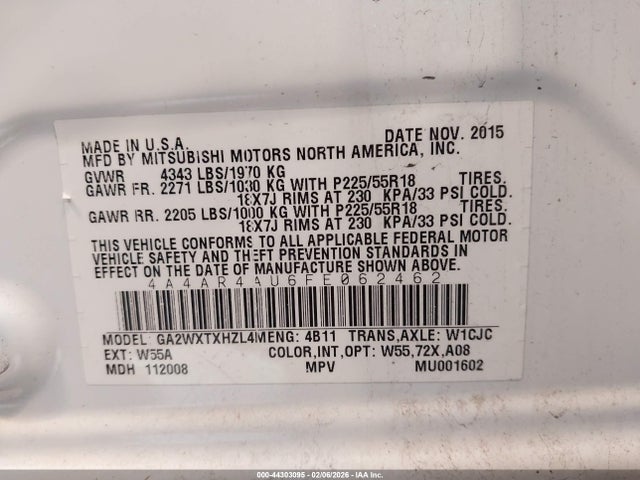 MADE IN U.S.A. DATE NOV. 2015
MFD BY MITSUBISHI MOTORS NORTH AMERICA, INC.
GVWR 4343 LBS/1970 KG
GAWR FR. 2271 LBS/1030 KG WITH P225/55R18 TIRES.
18X7J RIMS AT 230 KPA/33 PSI COLD.
GAWR RR. 2205 LBS/1000 KG WITH P225/55R18 TIRES.
18X7J RIMS AT 230 KPA/33 PSI COLD.
THIS VEHICLE CONFORMS TO ALL APPLICABLE FEDERAL MOTOR
VEHICLE SAFETY AND THEFT PREVENTION STANDARDS IN
EFFECT ON THE DATE OF MANUFACTURE SHOWN ABOVE.
4A4AR4AU6FE062462
MODEL: GA2WXTXHZL4MENG: 4B11 TRANS,AXLE: W1CJC
EXT: W55A COLOR,INT,OPT: W55,72X,A08
MDH 112008 MPV MU001602
000-44303095 - 02/06/2026 - IAA Inc.